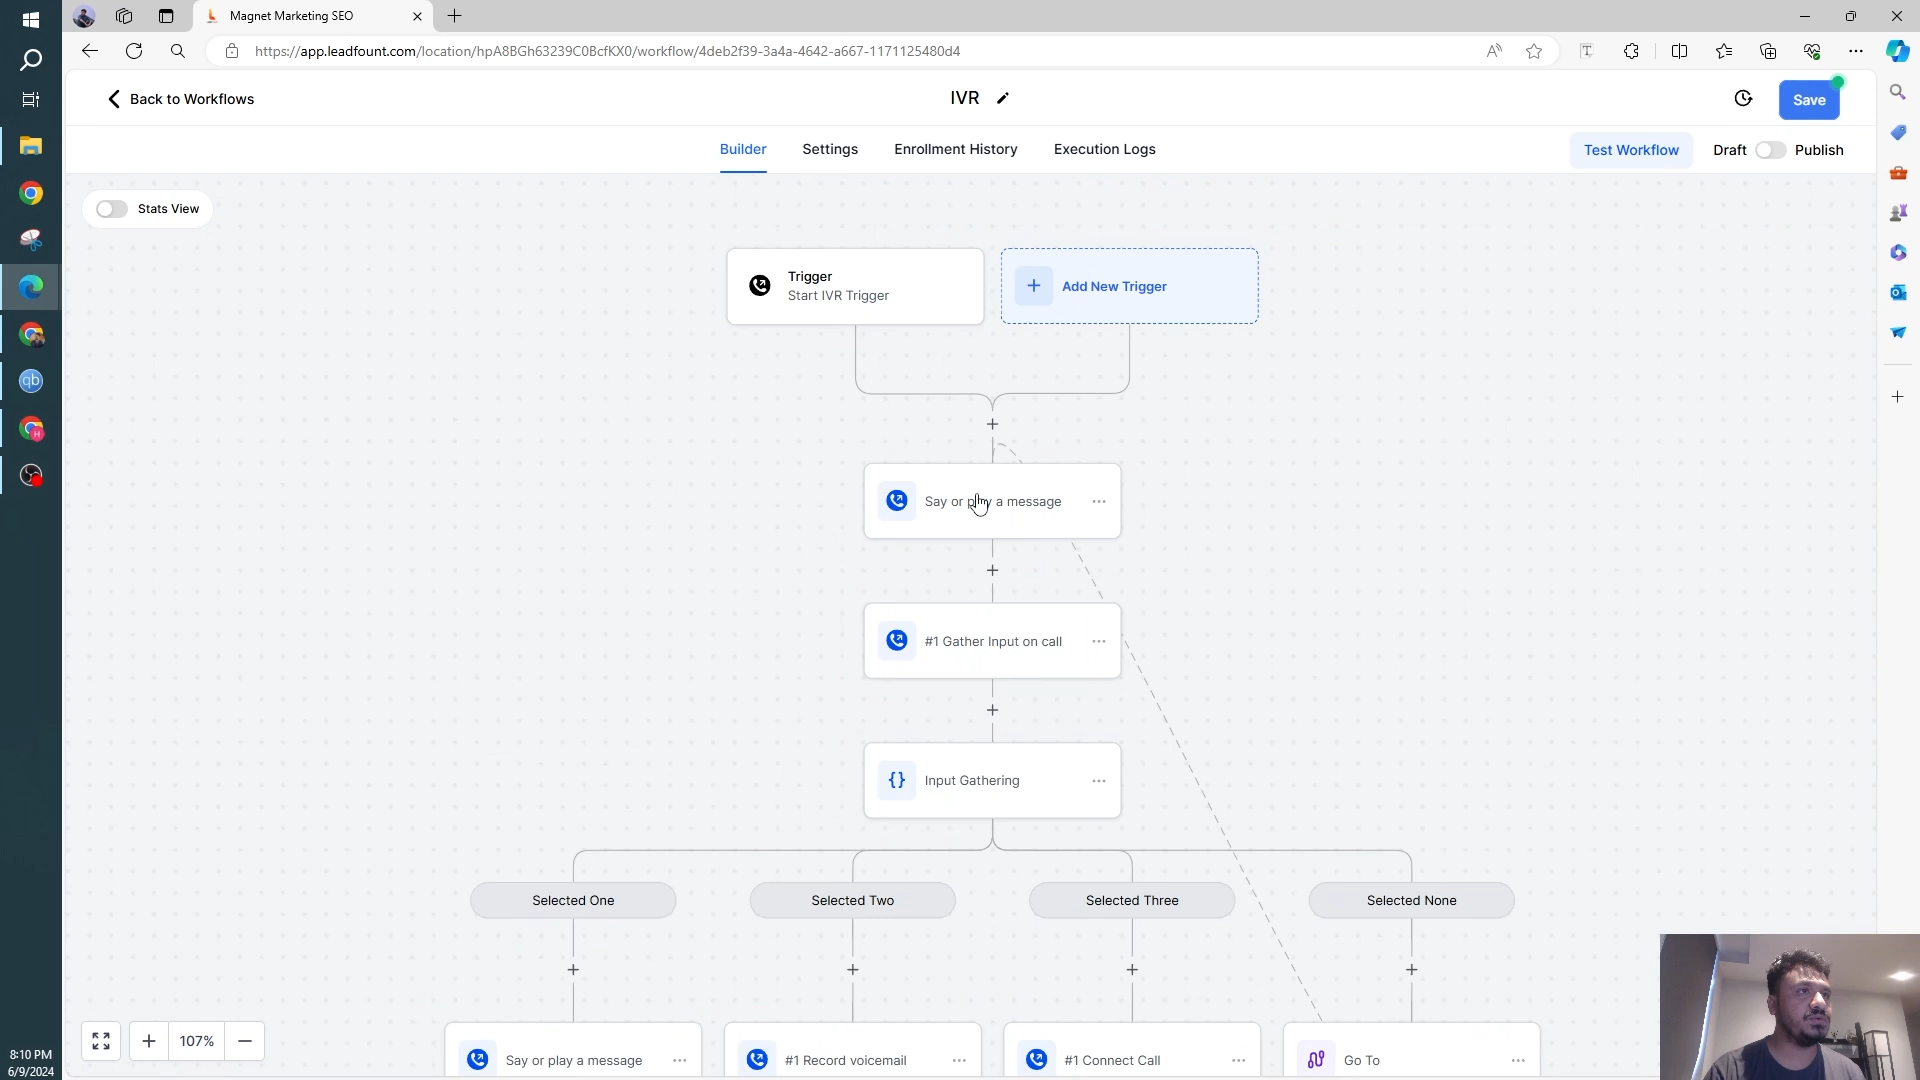 Magnet Marketing SEO
https://app.leadfount.com/location/hpA8BGh63239C0BcfKX0/workflow/4deb2f39-3a4a-4642-a667-1171125480d4
Back to Workflows
IVR
Save
Builder
Settings
Enrollment History
Execution Logs
Test Workflow
Draft
Publish
Stats View
Trigger
Start IVR Trigger
Add New Trigger
Say or play a message
#1 Gather Input on call
Input Gathering
Selected One
Selected Two
Selected Three
Selected None
Say or play a message
#1 Record voicemail
#1 Connect Call
Go To
107%
qb
H
8:10 PM
6/9/2024